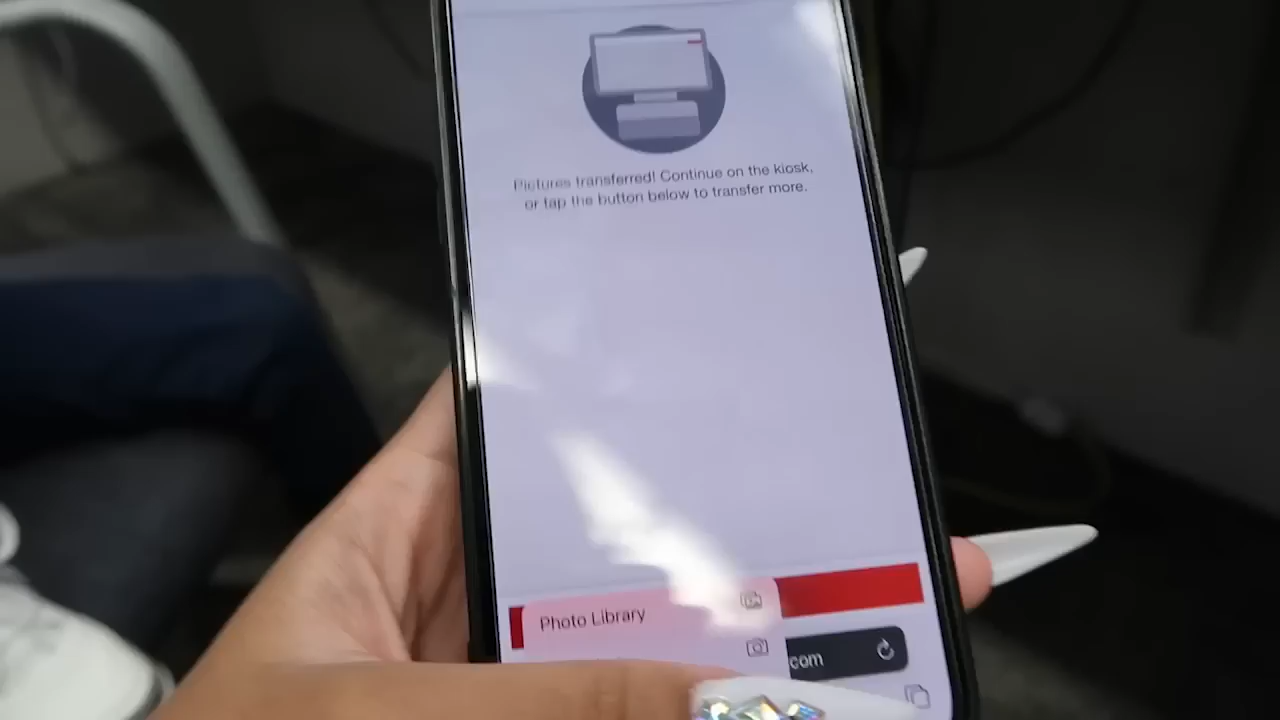 Pictures transferred! Continue on the kiosk,
or tap the button below to transfer more.
Photo Library
com